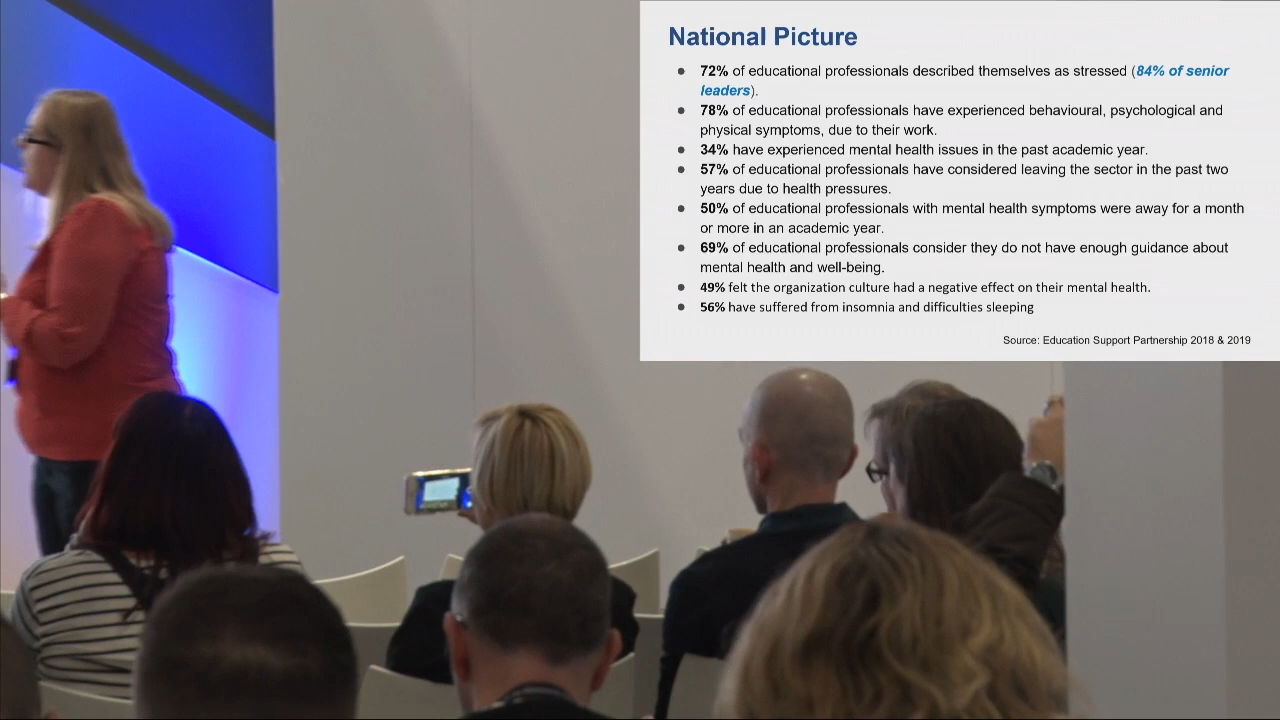 National Picture
● 72% of educational professionals described themselves as stressed (84% of senior
leaders).
● 78% of educational professionals have experienced behavioural, psychological and
physical symptoms, due to their work.
● 34% have experienced mental health issues in the past academic year.
● 57% of educational professionals have considered leaving the sector in the past two
years due to health pressures.
● 50% of educational professionals with mental health symptoms were away for a month
or more in an academic year.
● 69% of educational professionals consider they do not have enough guidance about
mental health and well-being.
● 49% felt the organization culture had a negative effect on their mental health.
● 56% have suffered from insomnia and difficulties sleeping
Source: Education Support Partnership 2018 & 2019